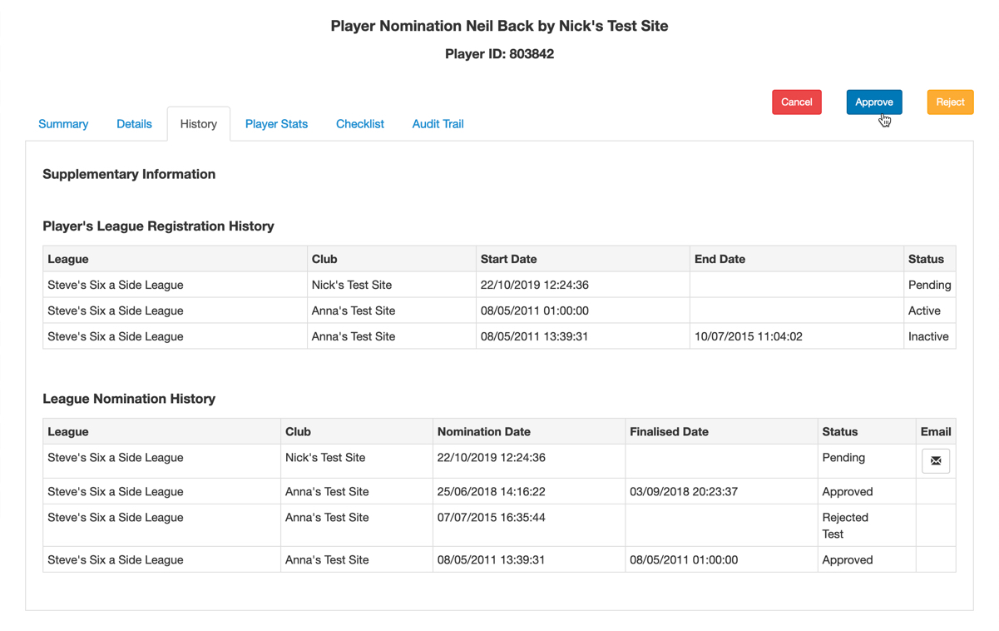 Player Nomination Neil Back by Nick's Test Site
Player ID: 803842
Cancel Approve Reject
Summary Details History Player Stats Checklist Audit Trail
Supplementary Information
Player's League Registration History
League Club Start Date End Date Status
Steve's Six a Side League Nick's Test Site 22/10/2019 12:24:36 Pending
Steve's Six a Side League Anna's Test Site 08/05/2011 01:00:00 Active
Steve's Six a Side League Anna's Test Site 08/05/2011 13:39:31 10/07/2015 11:04:02 Inactive
League Nomination History
League Club Nomination Date Finalised Date Status Email
Steve's Six a Side League Nick's Test Site 22/10/2019 12:24:36 Pending
Steve's Six a Side League Anna's Test Site 25/06/2018 14:16:22 03/09/2018 20:23:37 Approved
Steve's Six a Side League Anna's Test Site 07/07/2015 16:35:44 Rejected
Test
Steve's Six a Side League Anna's Test Site 08/05/2011 13:39:31 08/05/2011 01:00:00 Approved